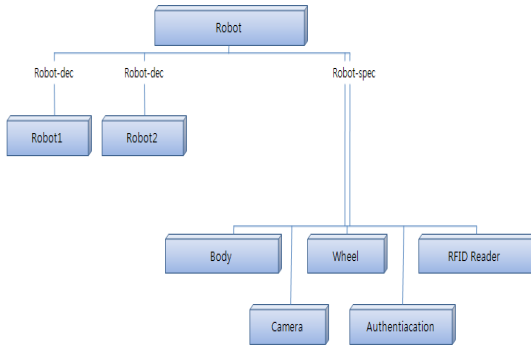 Robot
Robot-dec
Robot-dec
Robot-spec
Robot1
Robot2
Body
Wheel
RFID Reader
Camera
Authentiacation